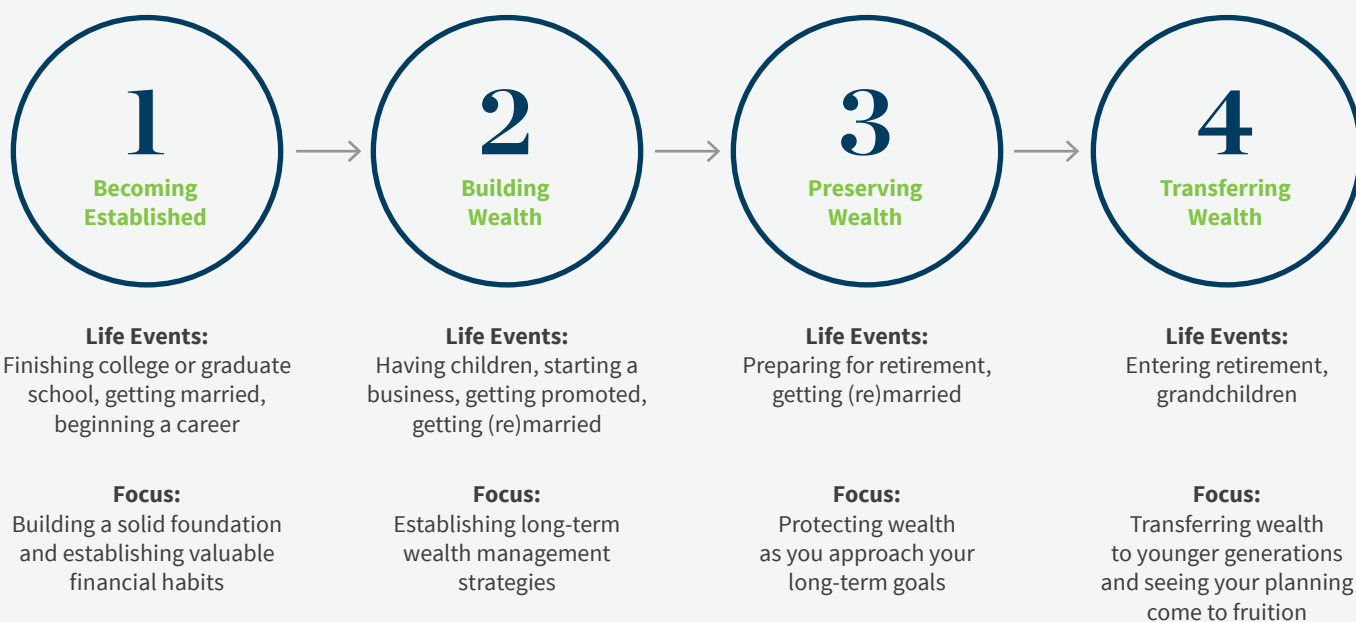 1
Becoming
Established
2
Building
Wealth
3
Preserving
Wealth
4
Transferring
Wealth
Life Events:
Finishing college or graduate
school, getting married,
beginning a career
Life Events:
Having children, starting a
business, getting promoted,
getting (re)married
Life Events:
Preparing for retirement,
getting (re)married
Life Events:
Entering retirement,
grandchildren
Focus:
Building a solid foundation
and establishing valuable
financial habits
Focus:
Establishing long-term
wealth management
strategies
Focus:
Protecting wealth
as you approach your
long-term goals
Focus:
Transferring wealth
to younger generations
and seeing your planning
come to fruition